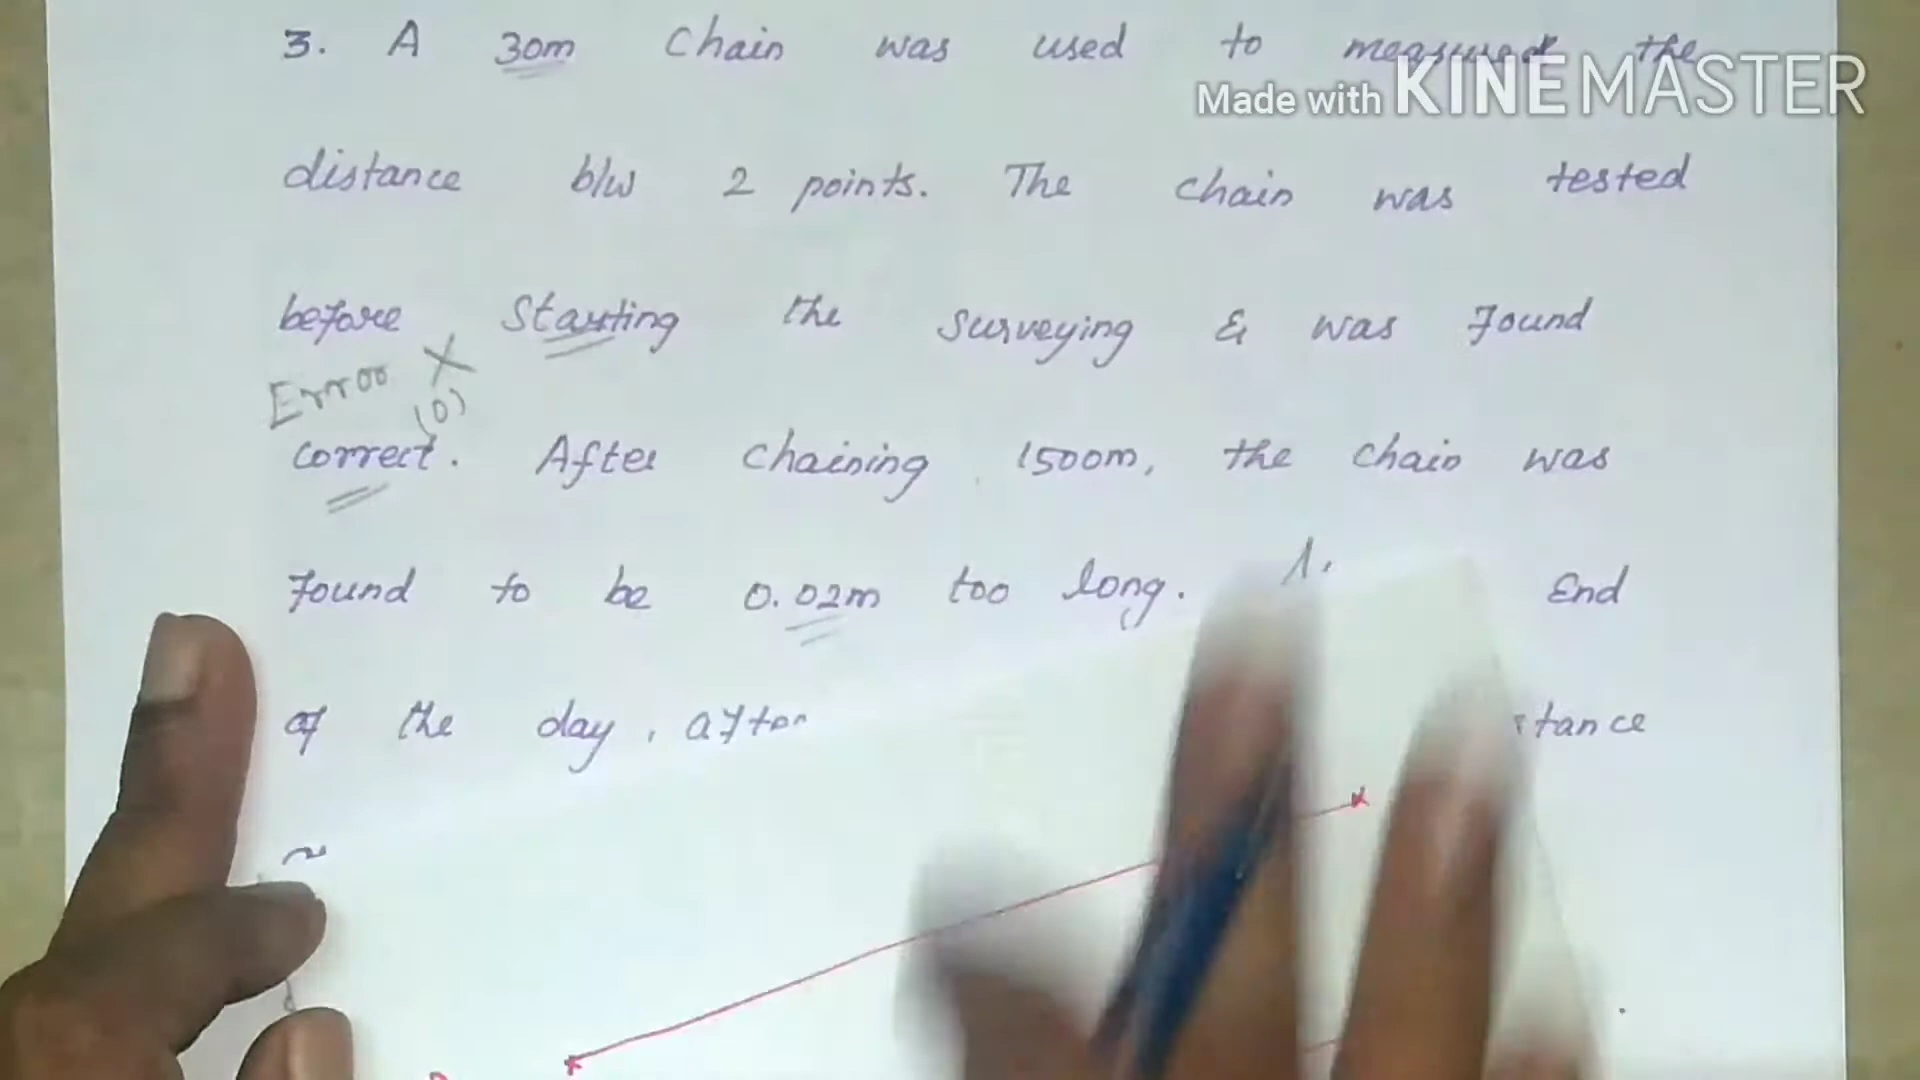 3. A 30m Chain was used to measured the
Made with KINEMASTER
distance b/w 2 points. The chain was tested
before Starting the Surveying & was found
Error X
(0)
correct. After chaining 1500m, the chain was
found to be 0.02m too long. End
of the day, after